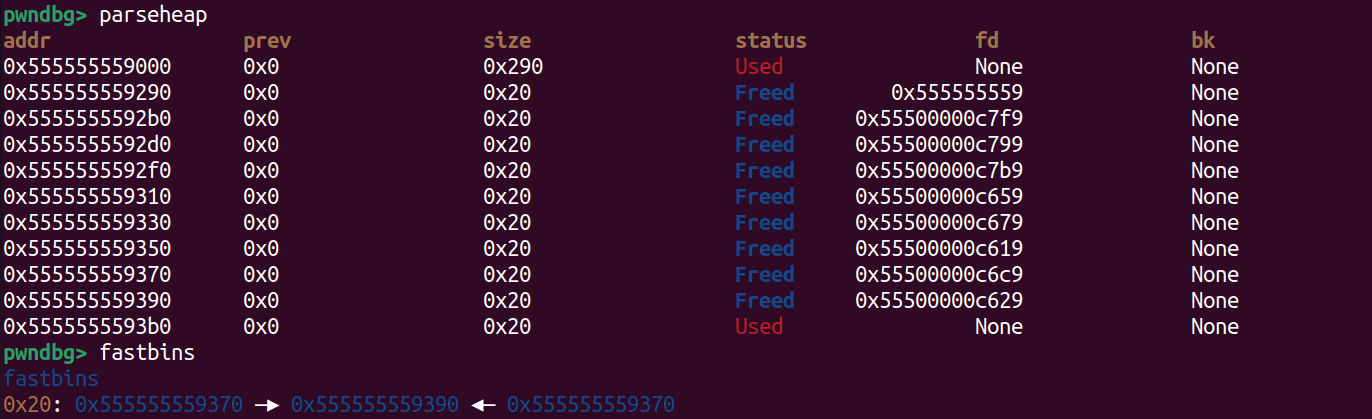 pwndbg> parseheap
addr prev size status fd bk
0x555555559000 0x0 0x290 Used None None
0x555555559290 0x0 0x20 Freed 0x555555559 None
0x5555555592b0 0x0 0x20 Freed 0x55500000c7f9 None
0x5555555592d0 0x0 0x20 Freed 0x55500000c799 None
0x5555555592f0 0x0 0x20 Freed 0x55500000c7b9 None
0x555555559310 0x0 0x20 Freed 0x55500000c659 None
0x555555559330 0x0 0x20 Freed 0x55500000c679 None
0x555555559350 0x0 0x20 Freed 0x55500000c619 None
0x555555559370 0x0 0x20 Freed 0x55500000c6c9 None
0x555555559390 0x0 0x20 Freed 0x55500000c629 None
0x5555555593b0 0x0 0x20 Used None None
pwndbg> fastbins
fastbins
0x20: 0x555555559370 —▸ 0x555555559390 ◂— 0x555555559370